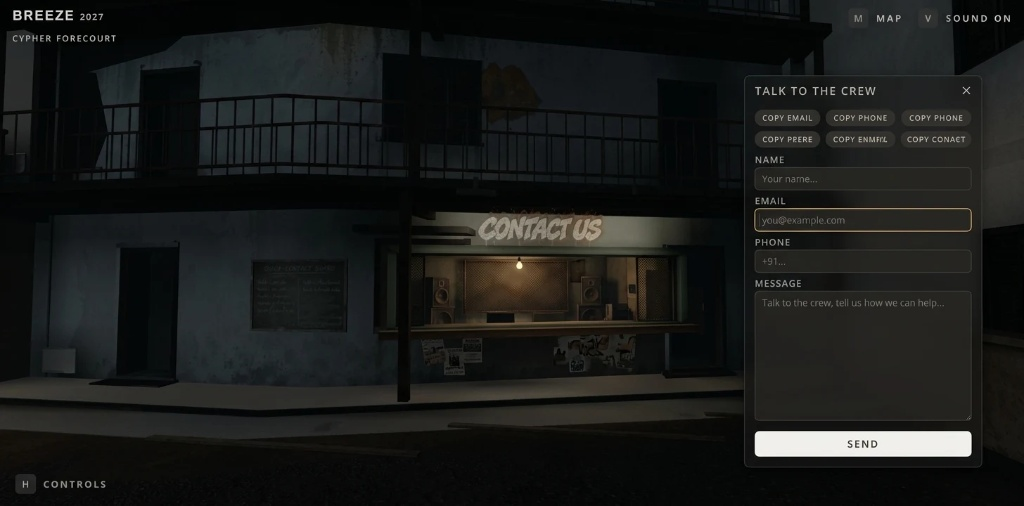 BREEZE 2027
CYPHER FORECOURT
M MAP V SOUND ON
TALK TO THE CREW
COPY EMAIL COPY PHONE COPY PHONE
COPY PRERE COPY ENMFIL COPY CONACT
NAME
Your name...
EMAIL
you@example.com
PHONE
+91...
MESSAGE
Talk to the crew, tell us how we can help...
SEND
CONTACT US
H CONTROLS